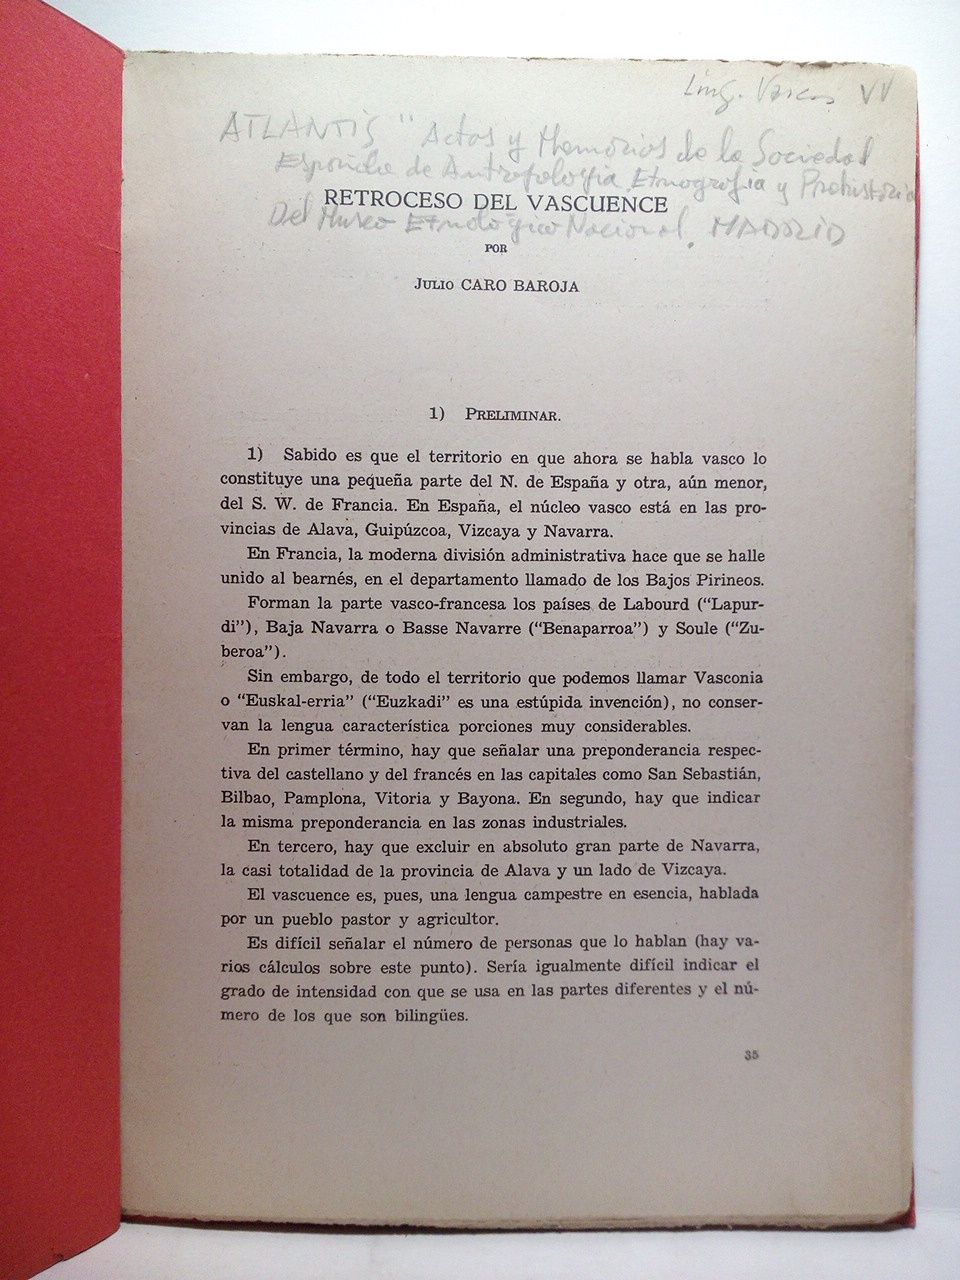 Ling. Vasca VV
ATLANTIS "Actas y Memorias de la Sociedad
Española de Antropología Etnografía y Prehistoria
RETROCESO DEL VASCUENCE
Del Museo Etnológico Nacional. MADRID
POR
Julio CARO BAROJA
1) Preliminar.
1) Sabido es que el territorio en que ahora se habla vasco lo
constituye una pequeña parte del N. de España y otra, aún menor,
del S. W. de Francia. En España, el núcleo vasco está en las pro-
vincias de Alava, Guipúzcoa, Vizcaya y Navarra.
En Francia, la moderna división administrativa hace que se halle
unido al bearnés, en el departamento llamado de los Bajos Pirineos.
Forman la parte vasco-francesa los países de Labourd ("Lapur-
di"), Baja Navarra o Basse Navarre ("Benaparroa") y Soule ("Zu-
beroa").
Sin embargo, de todo el territorio que podemos llamar Vasconia
o "Euskal-erria" ("Euzkadi" es una estúpida invención), no conser-
van la lengua característica porciones muy considerables.
En primer término, hay que señalar una preponderancia respec-
tiva del castellano y del francés en las capitales como San Sebastián,
Bilbao, Pamplona, Vitoria y Bayona. En segundo, hay que indicar
la misma preponderancia en las zonas industriales.
En tercero, hay que excluir en absoluto gran parte de Navarra,
la casi totalidad de la provincia de Alava y un lado de Vizcaya.
El vascuence es, pues, una lengua campestre en esencia, hablada
por un pueblo pastor y agricultor.
Es difícil señalar el número de personas que lo hablan (hay va-
rios cálculos sobre este punto). Sería igualmente difícil indicar el
grado de intensidad con que se usa en las partes diferentes y el nú-
mero de los que son bilingües.
35